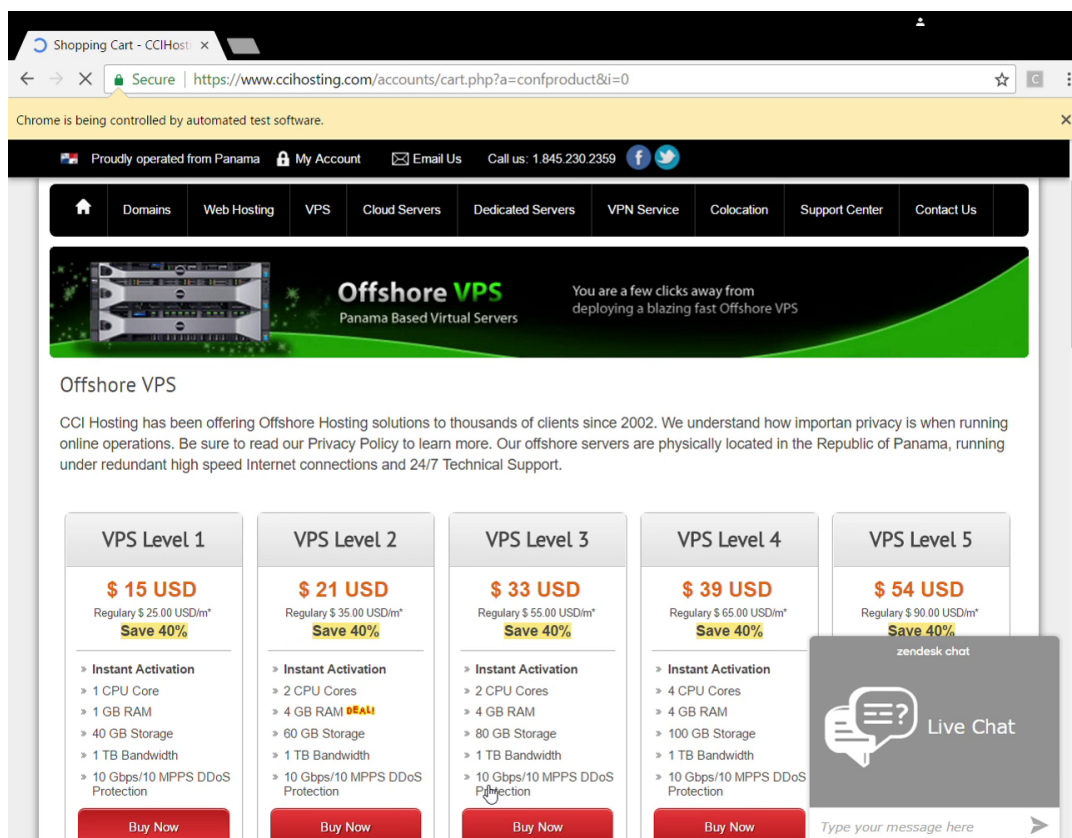 Shopping Cart - CCIHosti
Secure | https://www.ccihosting.com/accounts/cart.php?a=confproduct&i=0
C
Chrome is being controlled by automated test software.
Proudly operated from Panama My Account Email Us Call us: 1.845.230.2359
Domains Web Hosting VPS Cloud Servers Dedicated Servers VPN Service Colocation Support Center Contact Us
Offshore VPS
Panama Based Virtual Servers
You are a few clicks away from
deploying a blazing fast Offshore VPS
Offshore VPS
CCI Hosting has been offering Offshore Hosting solutions to thousands of clients since 2002. We understand how importan privacy is when running
online operations. Be sure to read our Privacy Policy to learn more. Our offshore servers are physically located in the Republic of Panama, running
under redundant high speed Internet connections and 24/7 Technical Support.
VPS Level 1
$ 15 USD
Regulary $ 25.00 USD/m*
Save 40%
» Instant Activation
» 1 CPU Core
» 1 GB RAM
» 40 GB Storage
» 1 TB Bandwidth
» 10 Gbps/10 MPPS DDoS
Protection
Buy Now
VPS Level 2
$ 21 USD
Regulary $ 35.00 USD/m*
Save 40%
» Instant Activation
» 2 CPU Cores
» 4 GB RAM DEAL!
» 60 GB Storage
» 1 TB Bandwidth
» 10 Gbps/10 MPPS DDoS
Protection
Buy Now
VPS Level 3
$ 33 USD
Regulary $ 55.00 USD/m*
Save 40%
» Instant Activation
» 2 CPU Cores
» 4 GB RAM
» 80 GB Storage
» 1 TB Bandwidth
» 10 Gbps/10 MPPS DDoS
Protection
Buy Now
VPS Level 4
$ 39 USD
Regulary $ 65.00 USD/m*
Save 40%
» Instant Activation
» 4 CPU Cores
» 4 GB RAM
» 100 GB Storage
» 1 TB Bandwidth
» 10 Gbps/10 MPPS DDoS
Protection
Buy Now
VPS Level 5
$ 54 USD
Regulary $ 90.00 USD/m*
Save 40%
zendesk chat
Live Chat
Type your message here